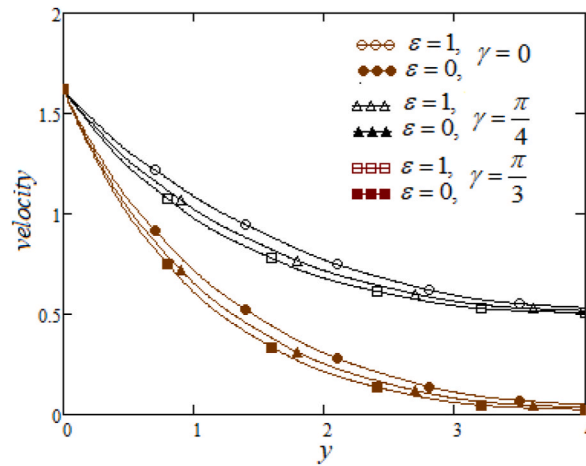 2
ε = 1, γ = 0
ε = 0,
1.5
ε = 1, γ = π/4
ε = 0,
ε = 1, γ = π/3
ε = 0,
velocity
1
0.5
0
0 1 2 3 4
y